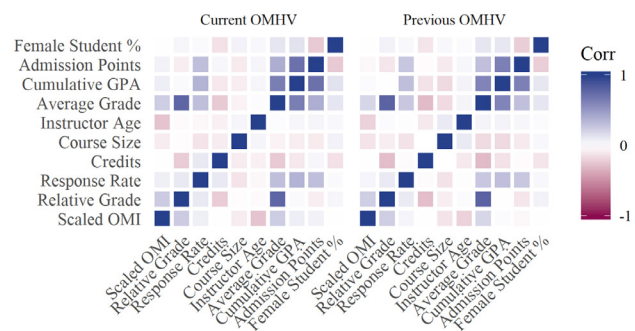 Current OMHV
Previous OMHV
Female Student %
Admission Points
Cumulative GPA
Average Grade
Instructor Age
Course Size
Credits
Response Rate
Relative Grade
Scaled OMI
Scaled OMI
Relative Grade
Response Rate
Credits
Course Size
Instructor Age
Average Grade
Cumulative GPA
Admission Points
Female Student %
Scaled OMI
Relative Grade
Response Rate
Credits
Course Size
Instructor Age
Average Grade
Cumulative GPA
Admission Points
Female Student %
Corr
1
0
-1